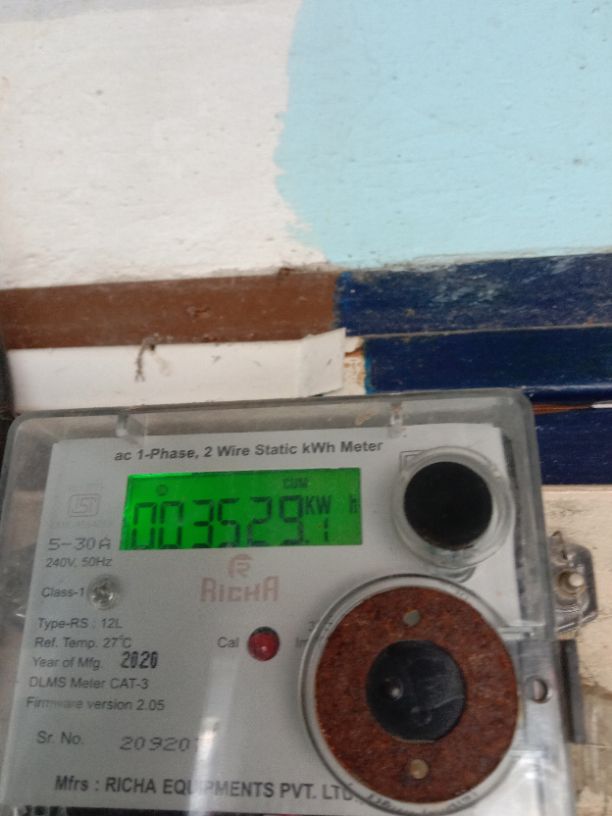 ac 1-Phase, 2 Wire Static kWh Meter
CUM
003529.1 KW h
ISI
5-30A
240V, 50Hz
RICHA
Class-1
Type-RS : 12L
Cal
Ref. Temp. 27°C
Year of Mfg. 2020
DLMS Meter CAT-3
Firmware version 2.05
Sr. No. 20920
Mfrs : RICHA EQUIPMENTS PVT. LTD.